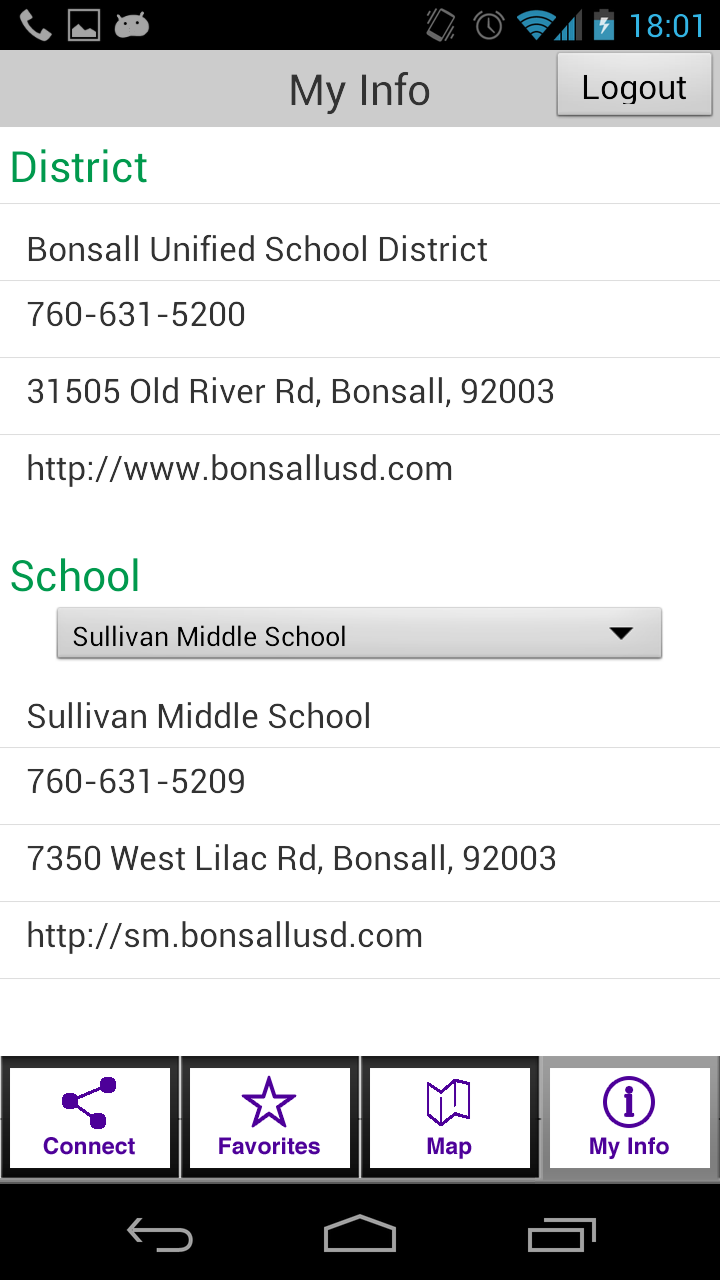 18:01
My Info
Logout
District
Bonsall Unified School District
760-631-5200
31505 Old River Rd, Bonsall, 92003
http://www.bonsallusd.com
School
Sullivan Middle School
Sullivan Middle School
760-631-5209
7350 West Lilac Rd, Bonsall, 92003
http://sm.bonsallusd.com
Connect
Favorites
Map
My Info